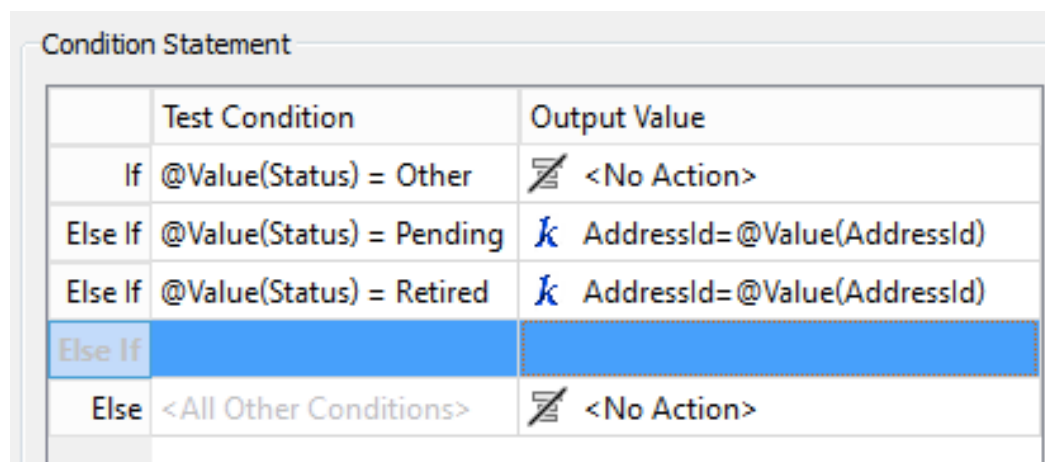 Condition Statement
Test Condition Output Value
If @Value(Status) = Other <No Action>
Else If @Value(Status) = Pending k AddressId=@Value(AddressId)
Else If @Value(Status) = Retired k AddressId=@Value(AddressId)
Else If
Else <All Other Conditions> <No Action>